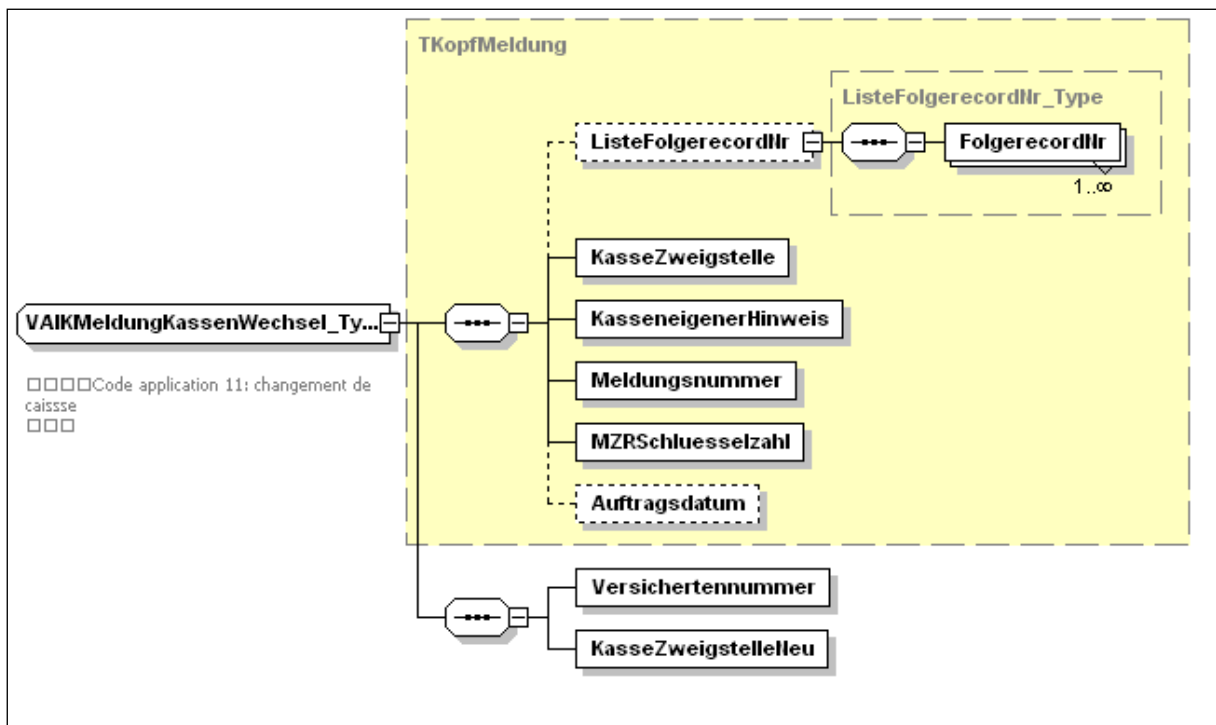 TKopfMeldung
ListeFolgerecordNr_Type
ListeFolgerecordNr
FolgerecordNr
1..∞
KasseZweigstelle
KasseneigenerHinweis
VAIKMeldungKassenWechsel_Ty...
Meldungsnummer
□□□□Code application 11: changement de
caissse
□□□
MZRSchluesselzahl
Auftragsdatum
Versichertennummer
KasseZweigstelleNeu